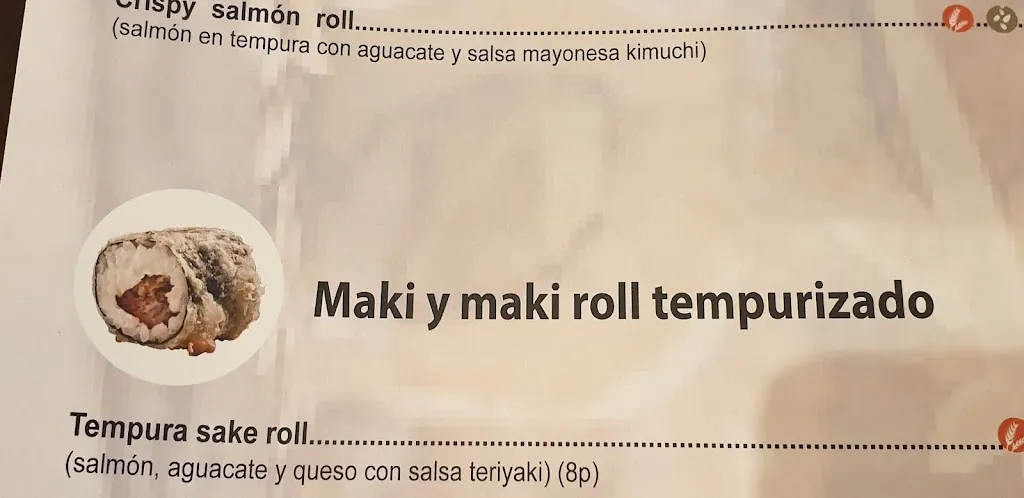 Crispy salmón roll
(salmón en tempura con aguacate y salsa mayonesa kimuchi)
Maki y maki roll tempurizado
Tempura sake roll
(salmón, aguacate y queso con salsa teriyaki) (8p)